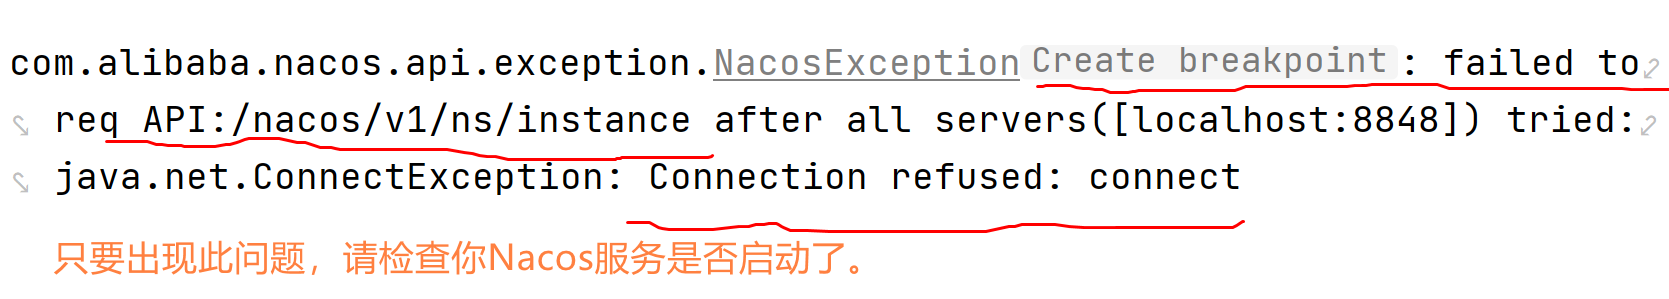 com.alibaba.nacos.api.exception.NacosException Create breakpoint : failed to
req API:/nacos/v1/ns/instance after all servers([localhost:8848]) tried:
java.net.ConnectException: Connection refused: connect
只要出现此问题，请检查你Nacos服务是否启动了。